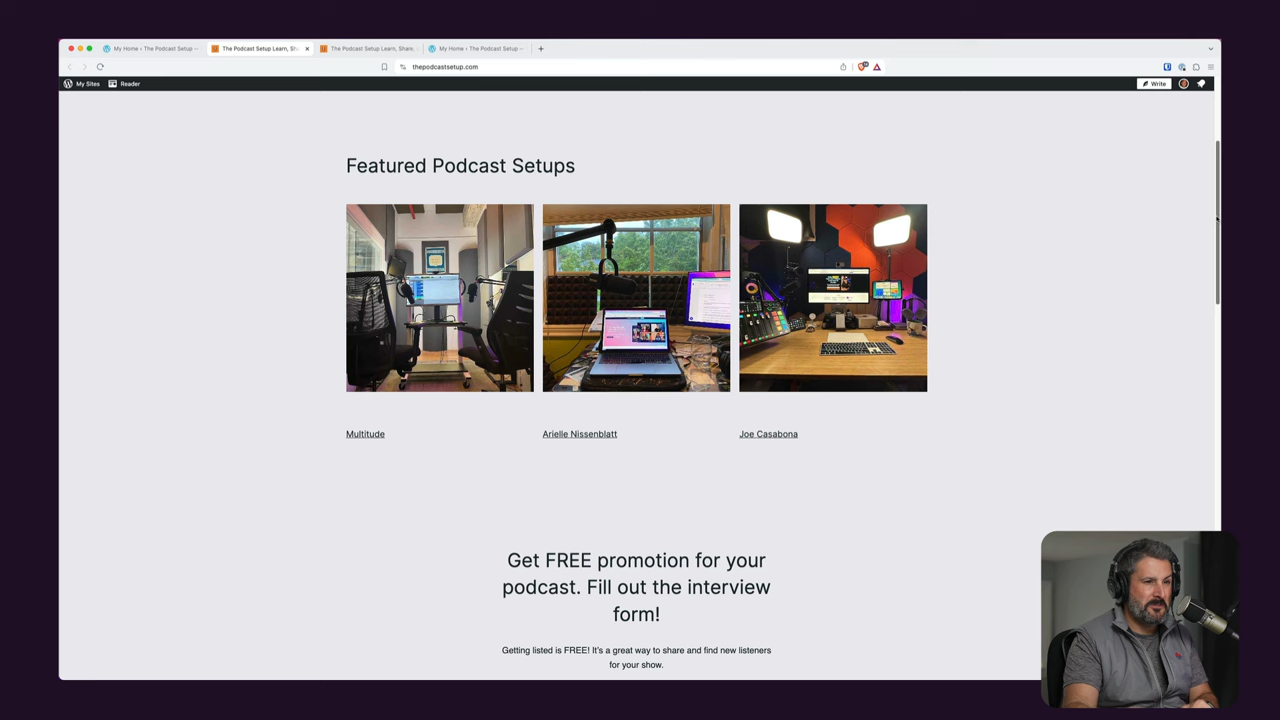 My Home ‹ The Podcast Setup —
The Podcast Setup Learn, Sh
The Podcast Setup Learn, Share,
My Home ‹ The Podcast Setup —
thepodcastsetup.com
My Sites
Reader
Write
Featured Podcast Setups
Multitude
Arielle Nissenblatt
Joe Casabona
Get FREE promotion for your
podcast. Fill out the interview
form!
Getting listed is FREE! It's a great way to share and find new listeners
for your show.